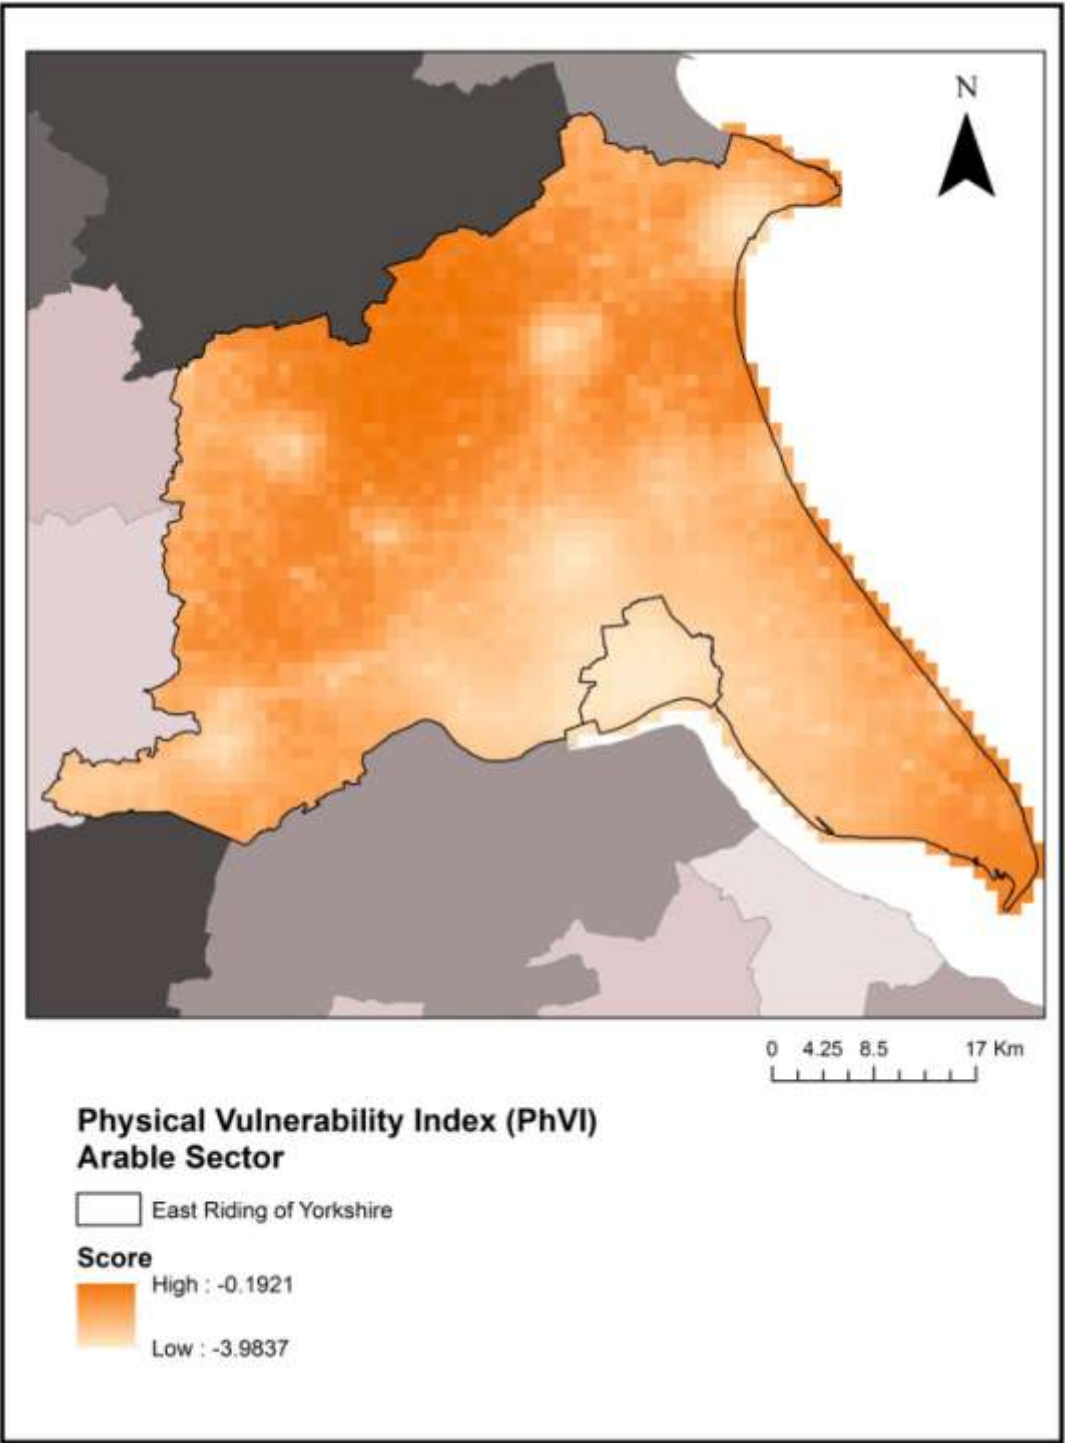 N
0 4.25 8.5 17 Km
Physical Vulnerability Index (PhVI)
Arable Sector
East Riding of Yorkshire
Score
High : -0.1921
Low : -3.9837